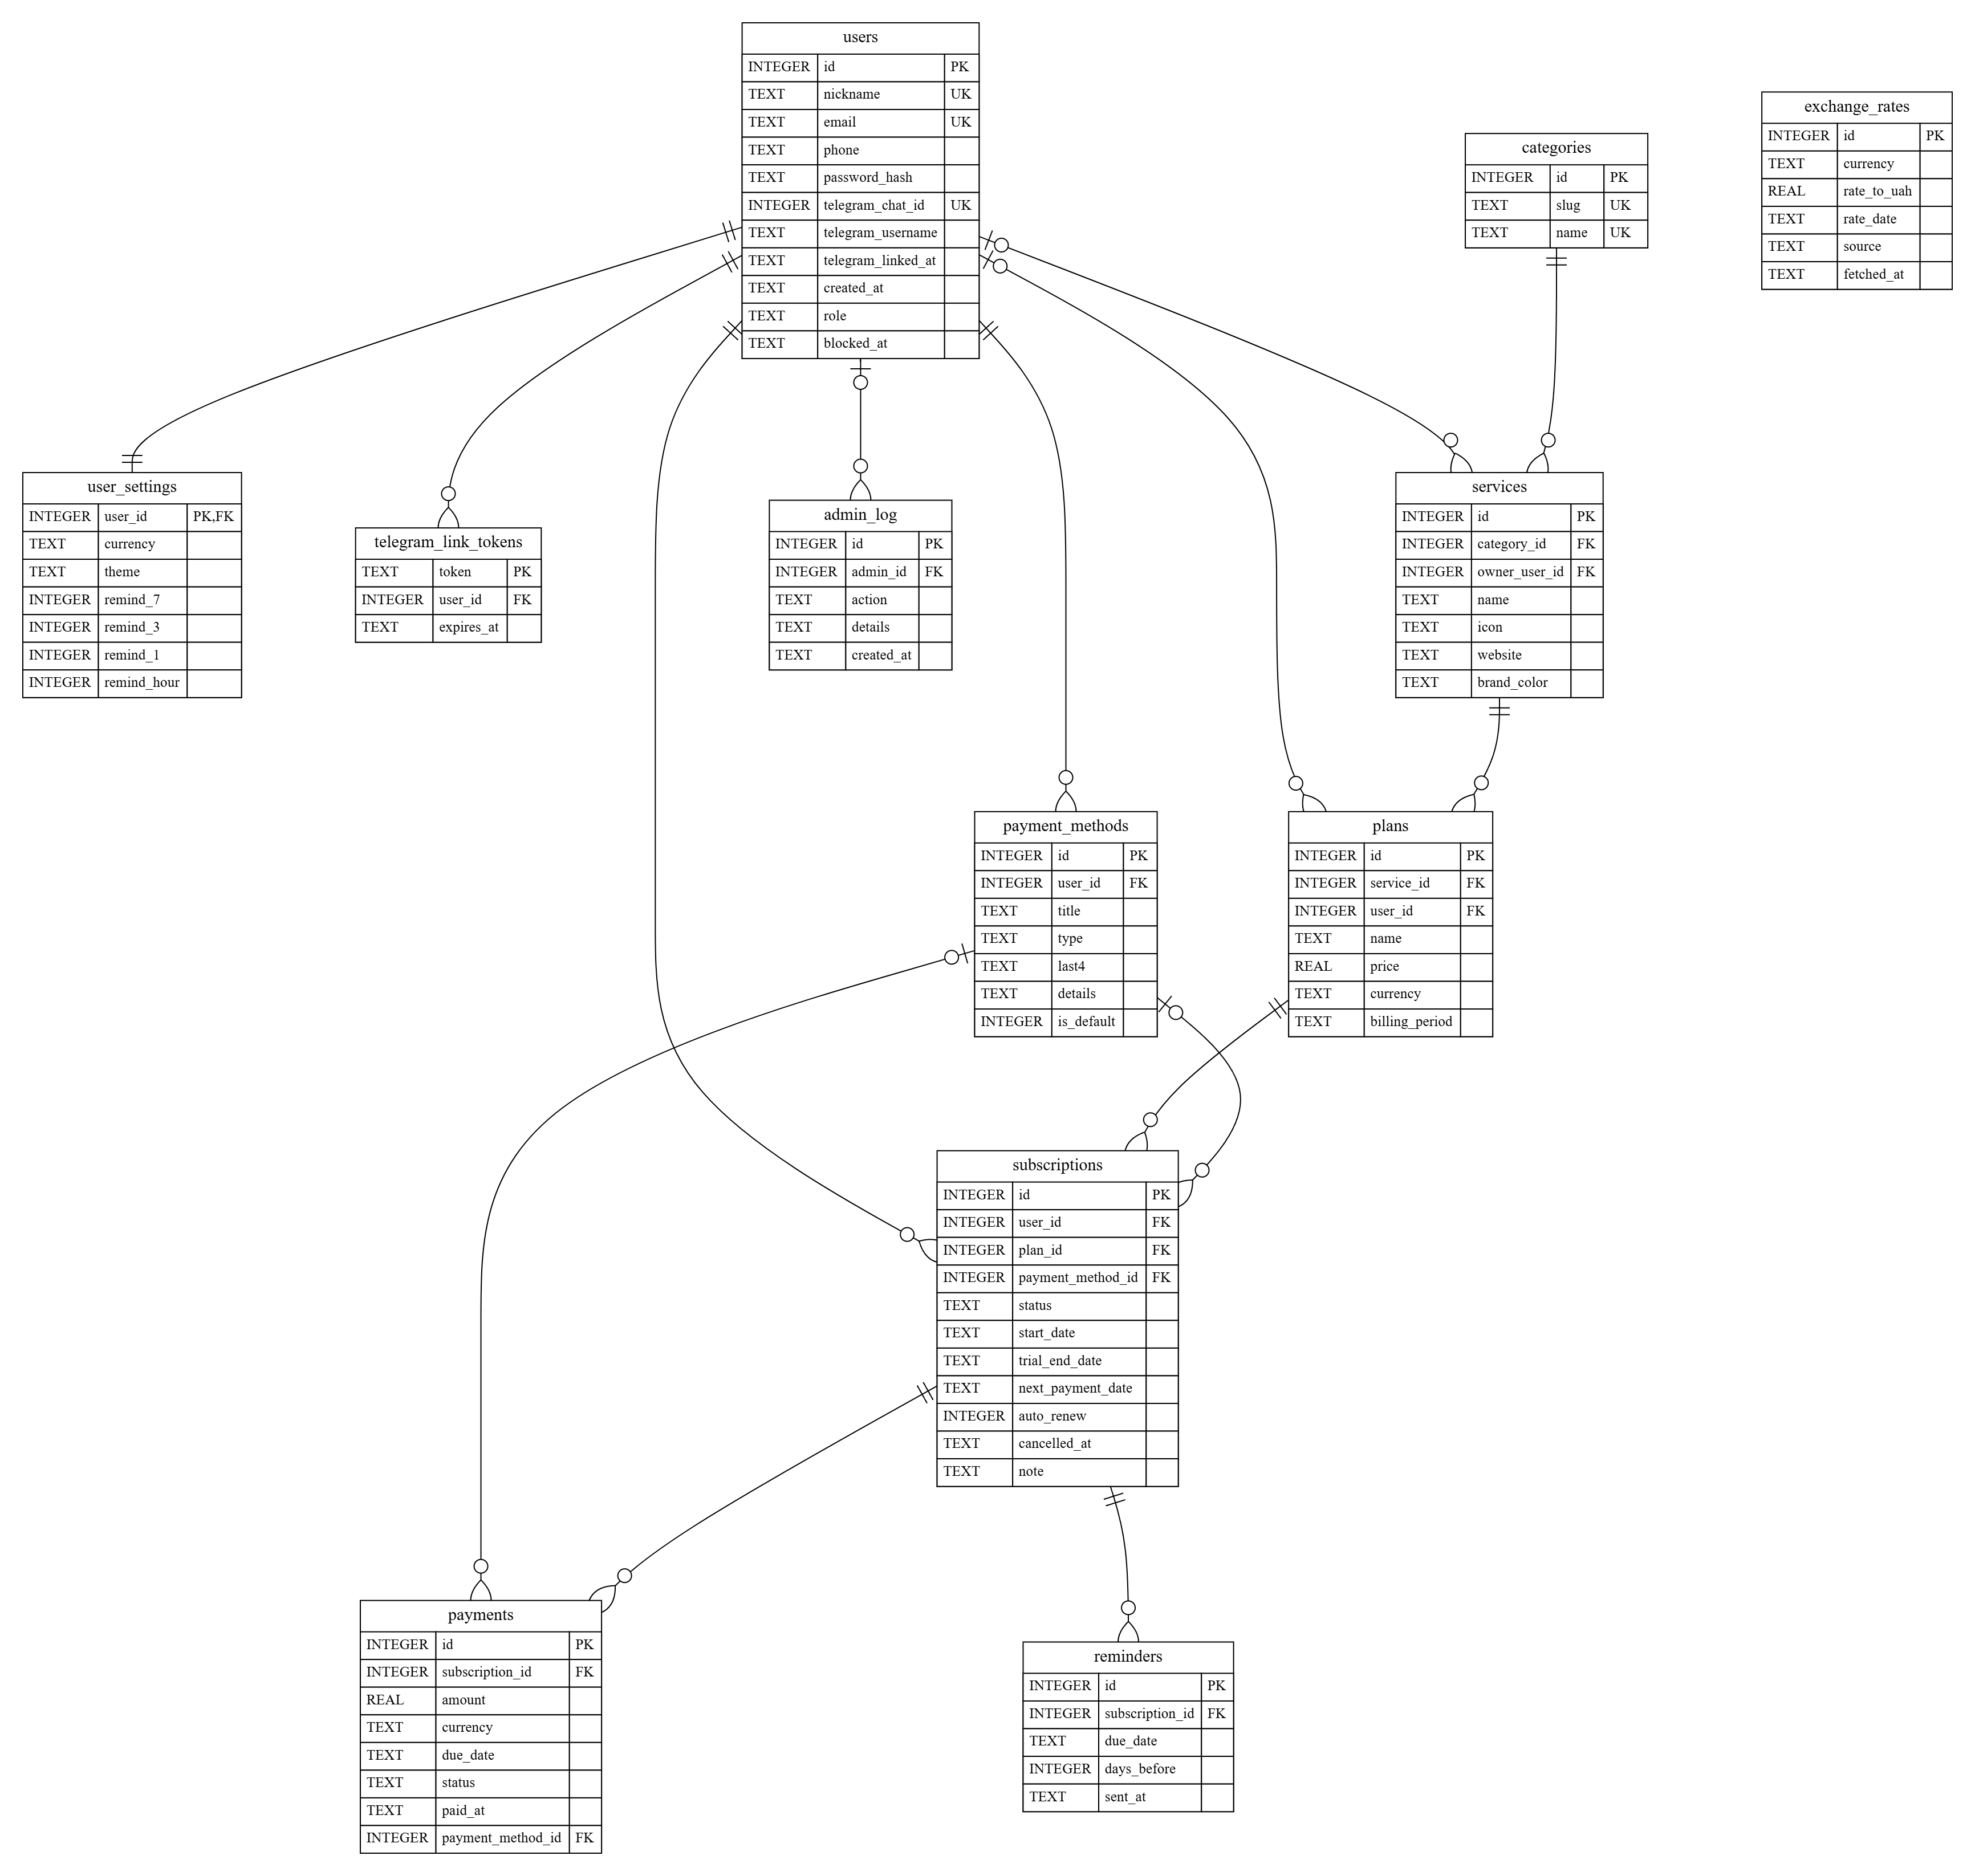 users
INTEGER id PK
TEXT nickname UK
TEXT email UK
TEXT phone
TEXT password_hash
INTEGER telegram_chat_id UK
TEXT telegram_username
TEXT telegram_linked_at
TEXT created_at
TEXT role
TEXT blocked_at
categories
INTEGER id PK
TEXT slug UK
TEXT name UK
exchange_rates
INTEGER id PK
TEXT currency
REAL rate_to_uah
TEXT rate_date
TEXT source
TEXT fetched_at
user_settings
INTEGER user_id PK,FK
TEXT currency
TEXT theme
INTEGER remind_7
INTEGER remind_3
INTEGER remind_1
INTEGER remind_hour
telegram_link_tokens
TEXT token PK
INTEGER user_id FK
TEXT expires_at
admin_log
INTEGER id PK
INTEGER admin_id FK
TEXT action
TEXT details
TEXT created_at
services
INTEGER id PK
INTEGER category_id FK
INTEGER owner_user_id FK
TEXT name
TEXT icon
TEXT website
TEXT brand_color
payment_methods
INTEGER id PK
INTEGER user_id FK
TEXT title
TEXT type
TEXT last4
TEXT details
INTEGER is_default
plans
INTEGER id PK
INTEGER service_id FK
INTEGER user_id FK
TEXT name
REAL price
TEXT currency
TEXT billing_period
subscriptions
INTEGER id PK
INTEGER user_id FK
INTEGER plan_id FK
INTEGER payment_method_id FK
TEXT status
TEXT start_date
TEXT trial_end_date
TEXT next_payment_date
INTEGER auto_renew
TEXT cancelled_at
TEXT note
payments
INTEGER id PK
INTEGER subscription_id FK
REAL amount
TEXT currency
TEXT due_date
TEXT status
TEXT paid_at
INTEGER payment_method_id FK
reminders
INTEGER id PK
INTEGER subscription_id FK
TEXT due_date
INTEGER days_before
TEXT sent_at